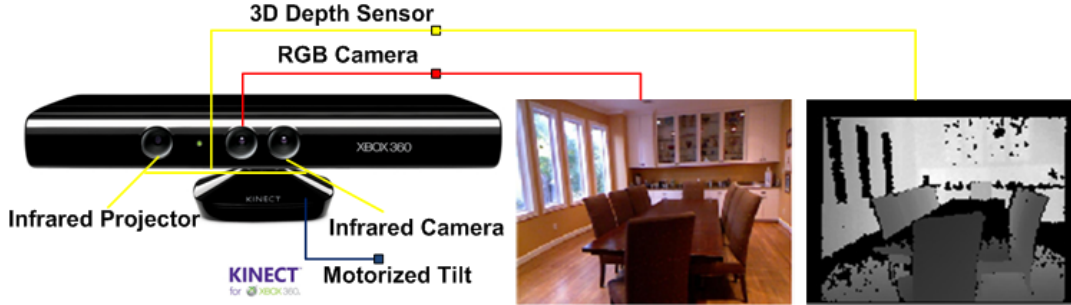 3D Depth Sensor
RGB Camera
XBOX 360
KINECT
Infrared Projector
Infrared Camera
Motorized Tilt
KINECT
for XBOX 360.